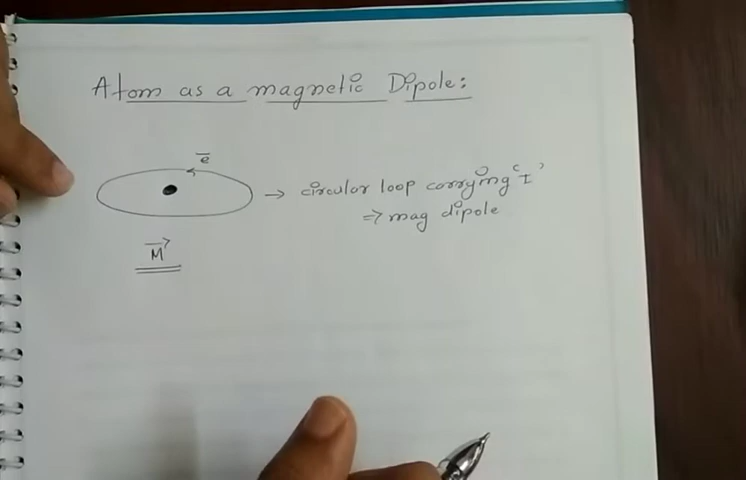 Atom as a magnetic Dipole:
e̅
→ circular loop carrying 'I'
⇒ mag dipole
M⃗